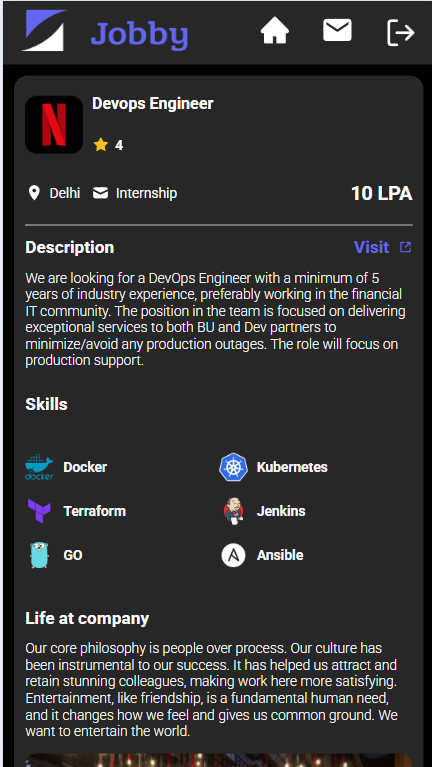 Jobby
Devops Engineer
4
Delhi
Internship
10 LPA
Description
Visit
We are looking for a DevOps Engineer with a minimum of 5
years of industry experience, preferably working in the financial
IT community. The position in the team is focused on delivering
exceptional services to both BU and Dev partners to
minimize/avoid any production outages. The role will focus on
production support.
Skills
docker
Docker
Kubernetes
Terraform
Jenkins
GO
Ansible
Life at company
Our core philosophy is people over process. Our culture has
been instrumental to our success. It has helped us attract and
retain stunning colleagues, making work here more satisfying.
Entertainment, like friendship, is a fundamental human need,
and it changes how we feel and gives us common ground. We
want to entertain the world.